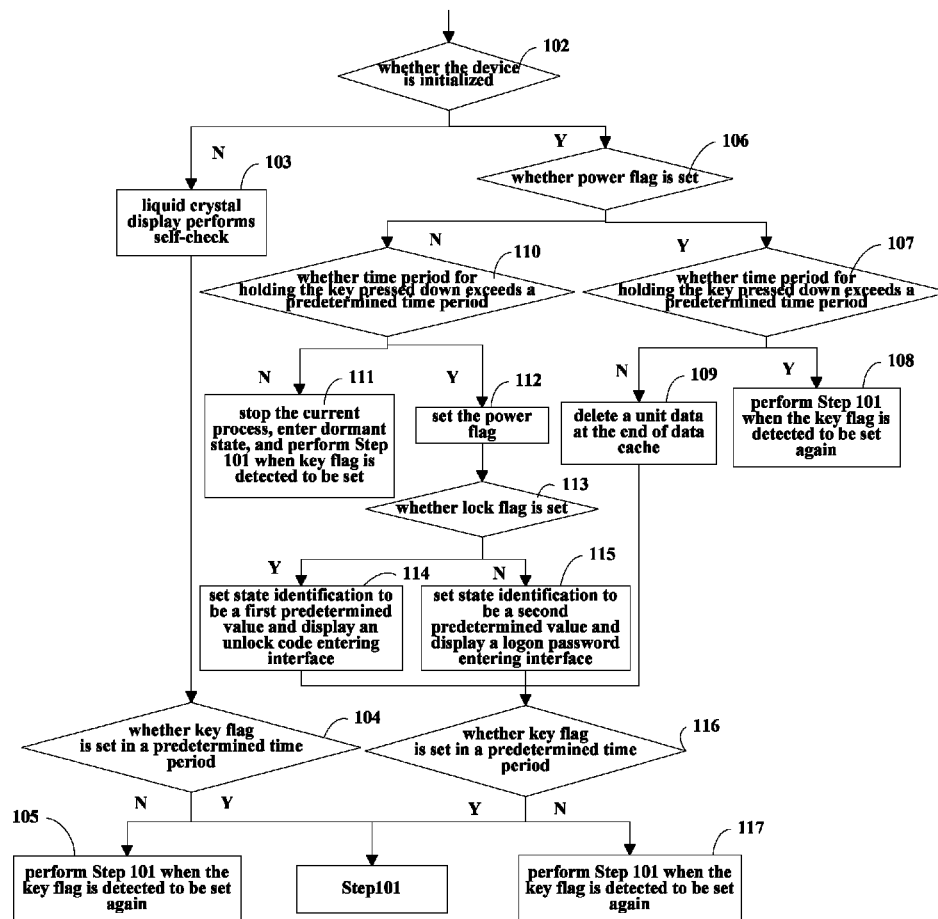 102
whether the device
is initialized
N
Y
103
106
liquid crystal
display performs
self-check
whether power flag is set
N
Y
110
107
whether time period for
holding the key pressed down exceeds a
predetermined time period
whether time period for
holding the key pressed down exceeds a
predetermined time period
N
Y
N
Y
111
112
109
108
stop the current
process, enter dormant
state, and perform Step
101 when key flag is
detected to be set
set the power
flag
delete a unit data
at the end of data
cache
perform Step 101
when the key flag is
detected to be set
again
113
whether lock flag is set
Y
N
114
115
set state identification to
be a first predetermined
value and display an
unlock code entering
interface
set state identification to
be a second
predetermined value and
display a logon password
entering interface
104
116
whether key flag
is set in a predetermined time
period
whether key flag
is set in a predetermined time
period
N
Y
Y
N
105
117
perform Step 101 when the
key flag is detected to be set
again
Step101
perform Step 101 when the
key flag is detected to be set
again